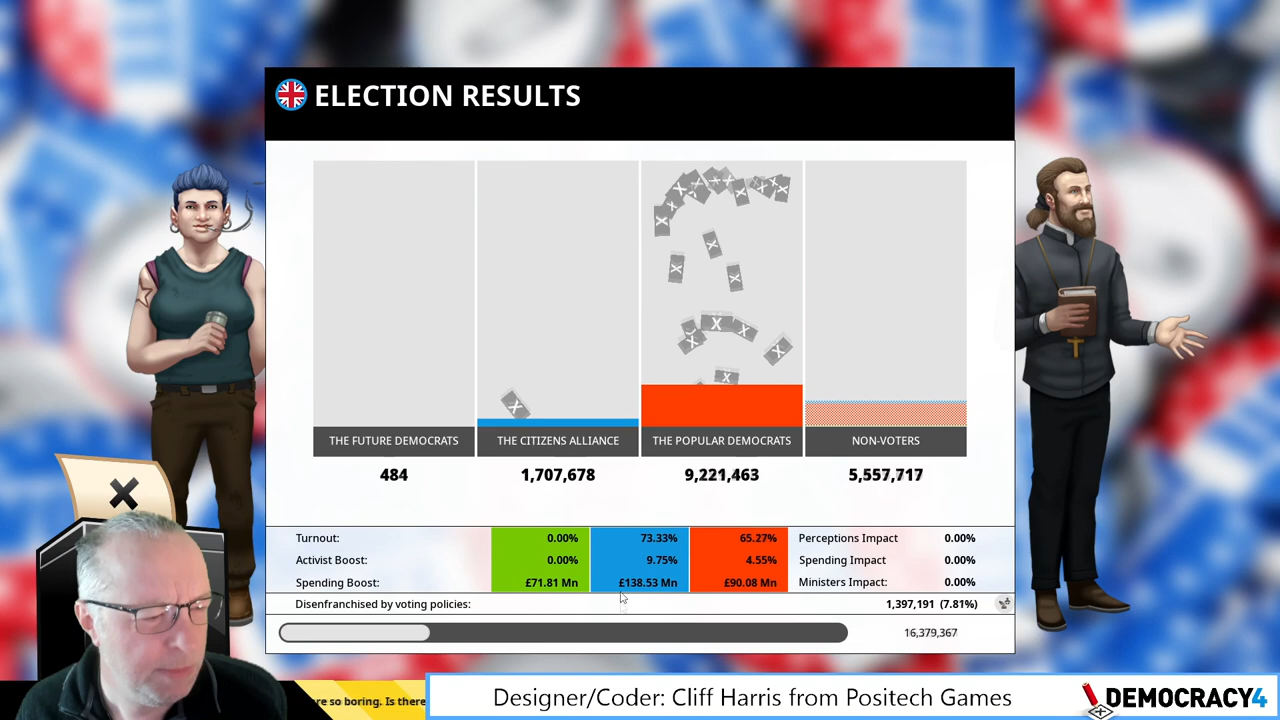 ELECTION RESULTS
THE FUTURE DEMOCRATS THE CITIZENS ALLIANCE THE POPULAR DEMOCRATS NON-VOTERS
484 1,707,678 9,221,463 5,557,717
Turnout: 0.00% 73.33% 65.27% Perceptions Impact 0.00%
Activist Boost: 0.00% 9.75% 4.55% Spending Impact 0.00%
Spending Boost: £71.81 Mn £138.53 Mn £90.08 Mn Ministers Impact: 0.00%
Disenfranchised by voting policies: 1,397,191 (7.81%)
16,379,367
re so boring. Is there
Designer/Coder: Cliff Harris from Positech Games
DEMOCRACY4